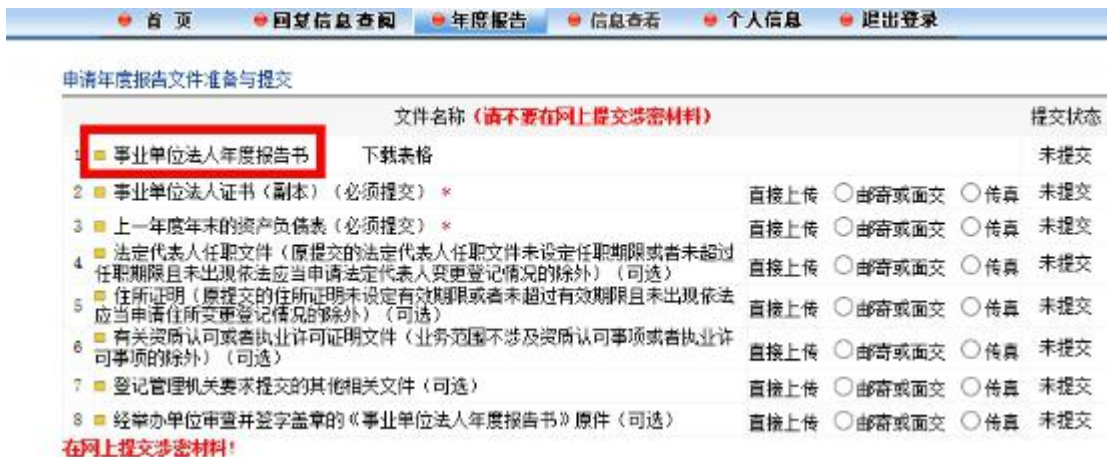 首 页 回复信息查阅 年度报告 信息查看 个人信息 退出登录
申请年度报告文件准备与提交
文件名称（请不要在网上提交涉密材料） 提交状态
1 事业单位法人年度报告书 下载表格 未提交
2 事业单位法人证书（副本）（必须提交） * 直接上传 邮寄或面交 传真 未提交
3 上一年度年末的资产负债表（必须提交） * 直接上传 邮寄或面交 传真 未提交
4 法定代表人任职文件（原提交的法定代表人任职文件未设定任职期限或者未超过
任职期限且未出现依法应当申请法定代表人变更登记情况的除外）（可选） 直接上传 邮寄或面交 传真 未提交
5 住所证明（原提交的住所证明未设定有效期限或者未超过有效期限且未出现依法
应当申请住所变更登记情况的除外）（可选） 直接上传 邮寄或面交 传真 未提交
6 有关资质认可或者执业许可证明文件（业务范围不涉及资质认可事项或者执业许
可事项的除外）（可选） 直接上传 邮寄或面交 传真 未提交
7 登记管理机关要求提交的其他相关文件（可选） 直接上传 邮寄或面交 传真 未提交
8 经举办单位审查并签字盖章的《事业单位法人年度报告书》原件（可选） 直接上传 邮寄或面交 传真 未提交
在网上提交涉密材料！